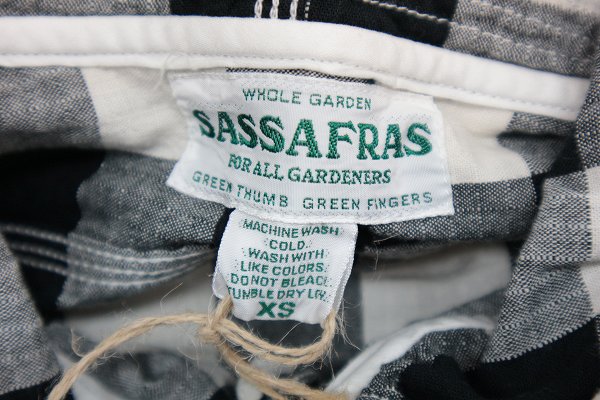 WHOLE GARDEN
SASSAFRAS
FOR ALL GARDENERS
GREEN THUMB GREEN FINGERS
MACHINE WASH
COLD.
WASH WITH
LIKE COLORS.
DO NOT BLEACH
TUMBLE DRY
XS